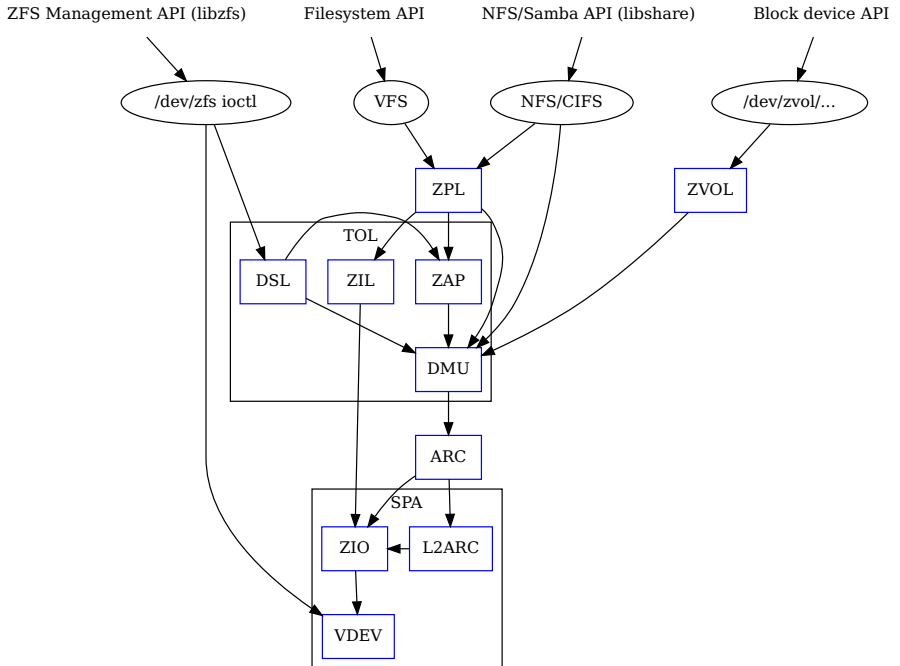 ZFS Management API (libzfs)
Filesystem API
NFS/Samba API (libshare)
Block device API
/dev/zfs ioctl
VFS
NFS/CIFS
/dev/zvol/...
ZPL
ZVOL
TOL
DSL
ZIL
ZAP
DMU
ARC
SPA
ZIO
L2ARC
VDEV